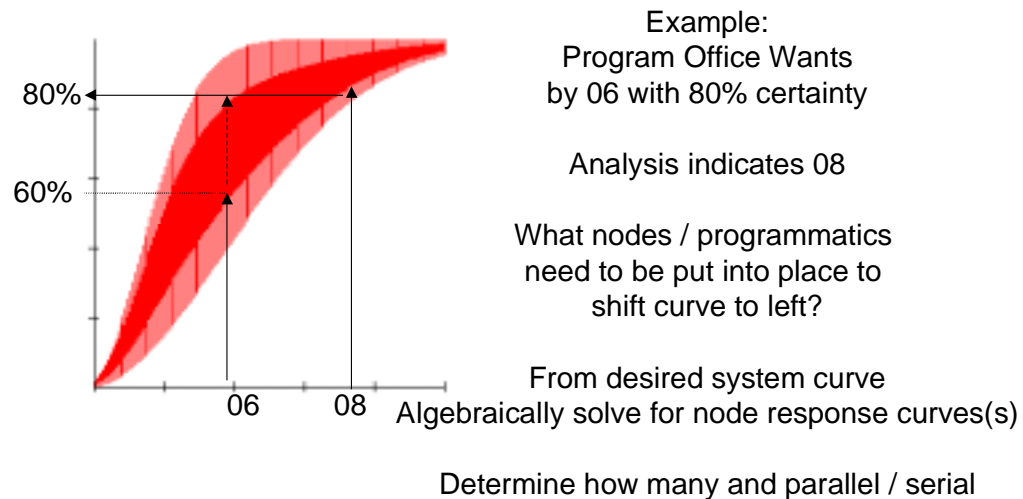 80%
60%
06
08
Example:
Program Office Wants
by 06 with 80% certainty
Analysis indicates 08
What nodes / programmatics
need to be put into place to
shift curve to left?
From desired system curve
Algebraically solve for node response curves(s)
Determine how many and parallel / serial